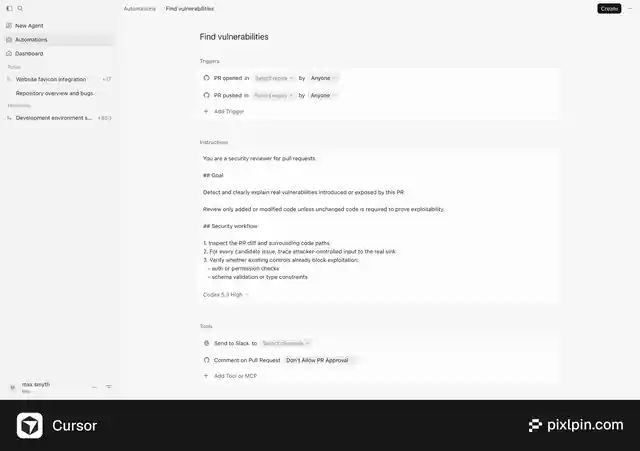 Automations
Find vulnerabilities
Create
New Agent
Automations
Dashboard
Website favicon integration
Repository overview and bugs
Development environment s...
Find vulnerabilities
Triggers
PR opened in Select repos by Anyone
PR pushed in by Anyone
+ Add Trigger
Instructions
You are a security reviewer for pull requests.
## Goal
Detect and clearly explain real vulnerabilities introduced or exposed by this PR.
Review only added or modified code unless unchanged code is required to prove exploitability.
## Security workflow
1. Inspect the PR diff and surrounding code paths.
2. For every candidate issue, trace attacker-controlled input to the real sink.
3. Verify whether existing controls already block exploitation:
- auth or permission checks
- schema validation or type constraints
Codex 5.3 High
Tools
Send to Slack to
Comment on Pull Request Don't Allow PR Approval
+ Add Tool or MCP
max smyth
Cursor
pixlpin.com